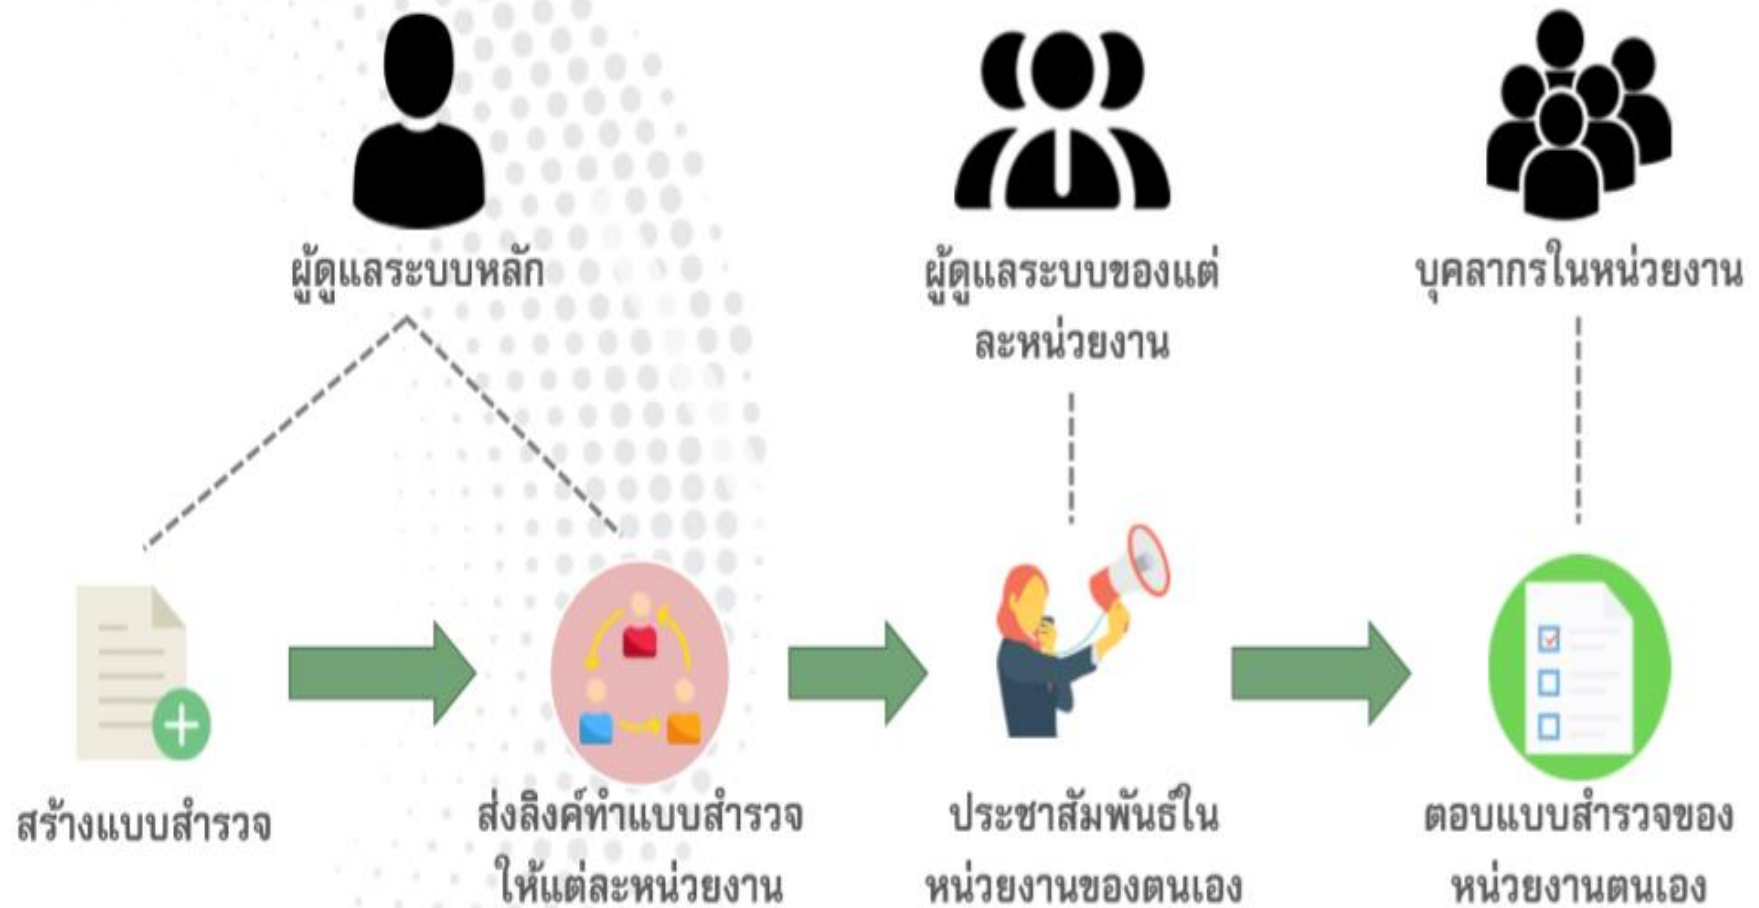 ผู้ดูแลระบบหลัก
ผู้ดูแลระบบของแต่
ละหน่วยงาน
บุคลากรในหน่วยงาน
สร้างแบบสำรวจ
ส่งลิงค์ทำแบบสำรวจ
ให้แต่ละหน่วยงาน
ประชาสัมพันธ์ใน
หน่วยงานของตนเอง
ตอบแบบสำรวจของ
หน่วยงานตนเอง